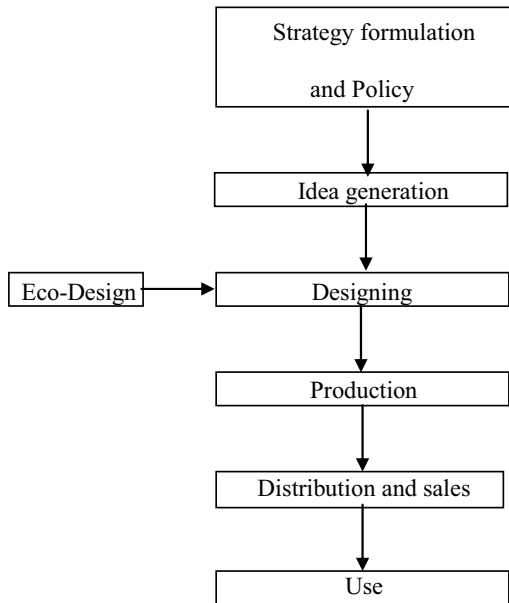 Strategy formulation
and Policy
Idea generation
Eco-Design
Designing
Production
Distribution and sales
Use